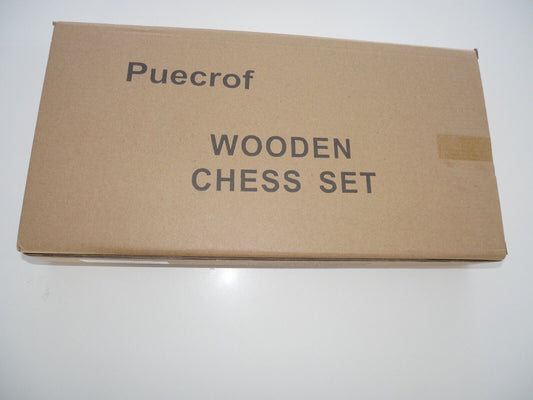 Puecrof
WOODEN
CHESS SET